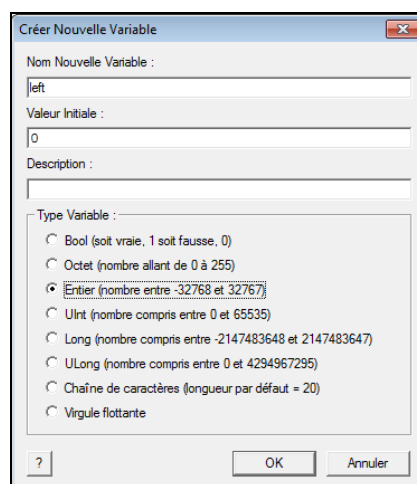 Créer Nouvelle Variable
Nom Nouvelle Variable :
left
Valeur Initiale :
0
Description :
Type Variable :
Bool (soit vraie, 1 soit fausse, 0)
Octet (nombre allant de 0 à 255)
Entier (nombre entre -32768 et 32767)
UInt (nombre compris entre 0 et 65535)
Long (nombre compris entre -2147483648 et 2147483647)
ULong (nombre compris entre 0 et 4294967295)
Chaîne de caractères (longueur par défaut = 20)
Virgule flottante
? OK Annuler